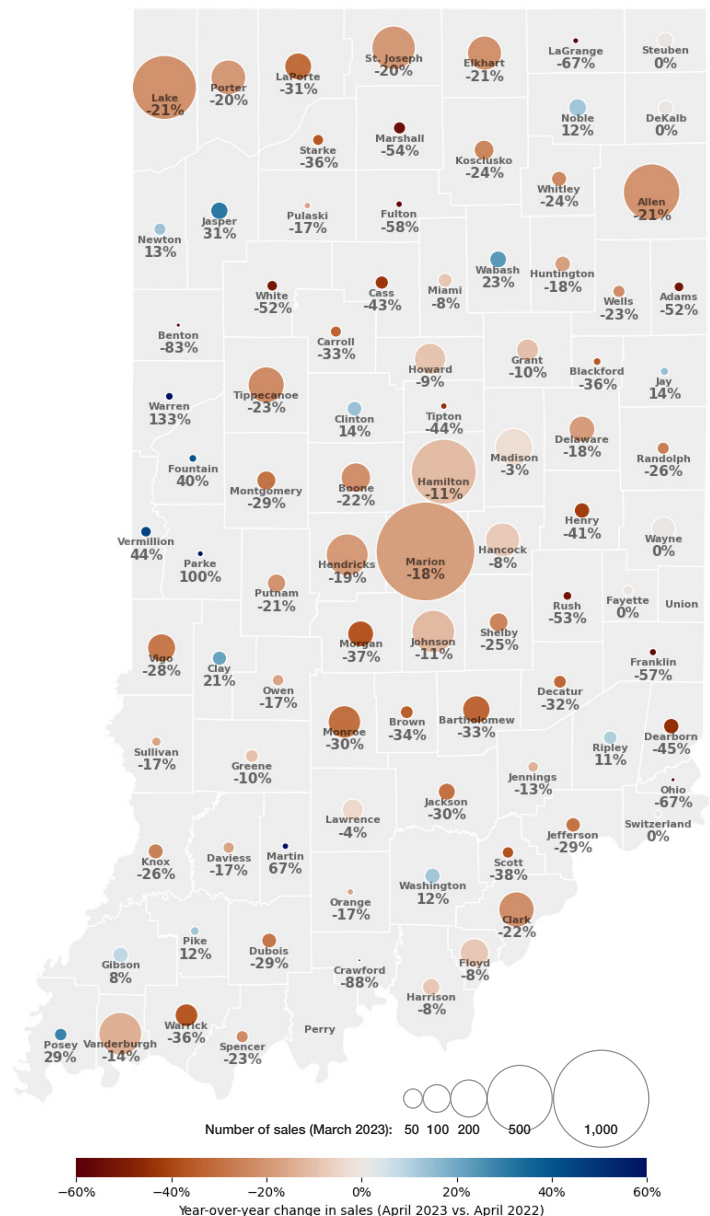 LaGrange
-67%
Steuben
0%
St. Joseph
-20%
Elkhart
-21%
LaPorte
-31%
Porter
-20%
Lake
-21%
Noble
12%
DeKalb
0%
Marshall
-54%
Starke
-36%
Kosciusko
-24%
Whitley
-24%
Allen
-21%
Jasper
31%
Pulaski
-17%
Fulton
-58%
Newton
13%
Wabash
23%
Huntington
-18%
Miami
-8%
White
-52%
Cass
-43%
Wells
-23%
Adams
-52%
Benton
-83%
Carroll
-33%
Howard
-9%
Grant
-10%
Blackford
-36%
Jay
14%
Tippecanoe
-23%
Warren
133%
Clinton
14%
Tipton
-44%
Madison
-3%
Delaware
-18%
Randolph
-26%
Fountain
40%
Montgomery
-29%
Boone
-22%
Hamilton
-11%
Henry
-41%
Wayne
0%
Vermillion
44%
Parke
100%
Hendricks
-19%
Marion
-18%
Hancock
-8%
Putnam
-21%
Rush
-53%
Fayette
0%
Union
Vigo
-28%
Clay
21%
Morgan
-37%
Johnson
-11%
Shelby
-25%
Franklin
-57%
Owen
-17%
Decatur
-32%
Sullivan
-17%
Greene
-10%
Monroe
-30%
Brown
-34%
Bartholomew
-33%
Ripley
11%
Dearborn
-45%
Jennings
-13%
Ohio
-67%
Jackson
-30%
Lawrence
-4%
Switzerland
0%
Jefferson
-29%
Knox
-26%
Daviess
-17%
Martin
67%
Scott
-38%
Washington
12%
Orange
-17%
Clark
-22%
Pike
12%
Dubois
-29%
Gibson
8%
Crawford
-88%
Floyd
-8%
Harrison
-8%
Posey
29%
Vanderburgh
-14%
Warrick
-36%
Spencer
-23%
Perry
Number of sales (March 2023): 50 100 200 500 1,000
−60% −40% −20% 0% 20% 40% 60%
Year-over-year change in sales (April 2023 vs. April 2022)